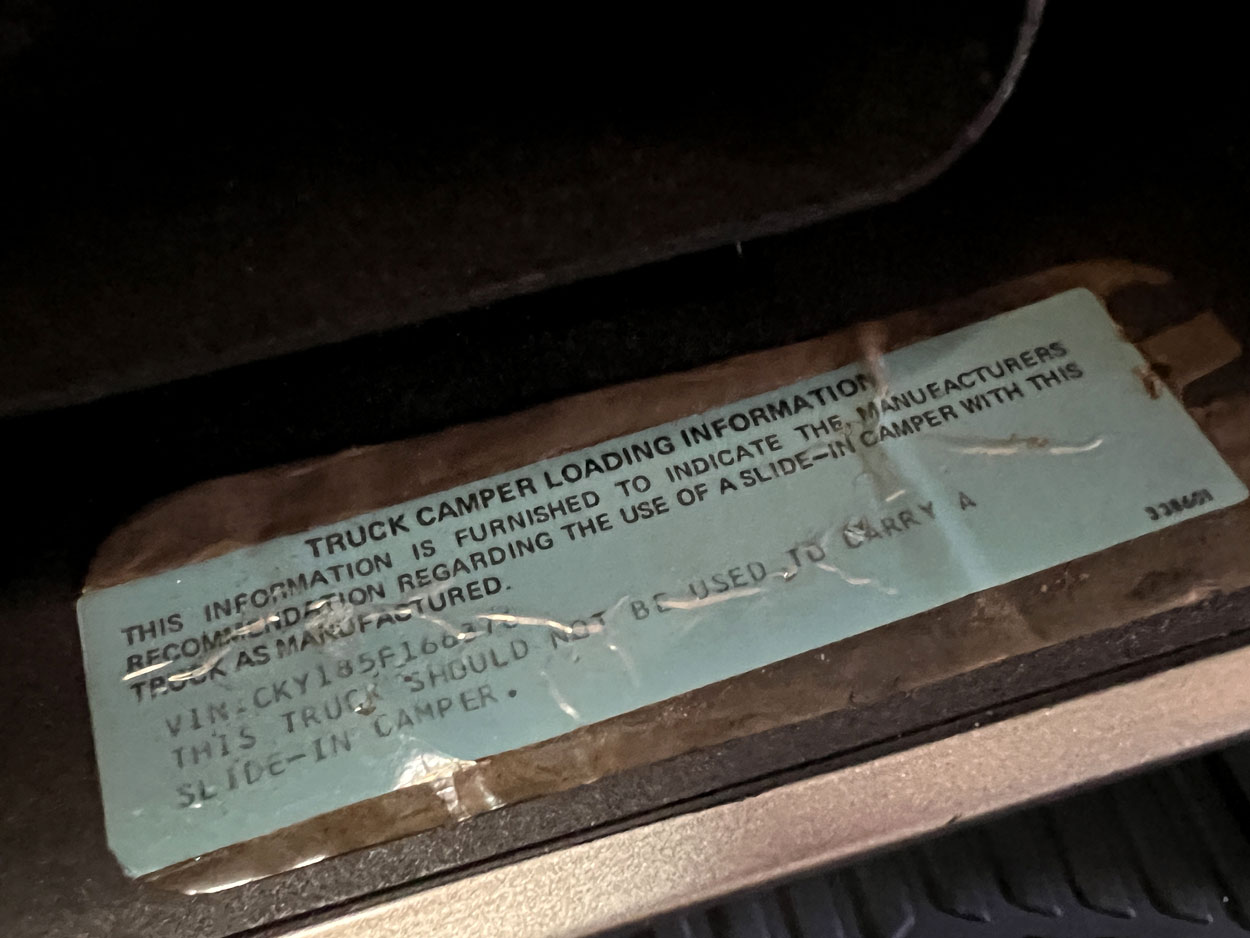 TRUCK CAMPER LOADING INFORMATION
THIS INFORMATION IS FURNISHED TO INDICATE THE MANUFACTURERS
RECOMMENDATION REGARDING THE USE OF A SLIDE-IN CAMPER WITH THIS
TRUCK AS MANUFACTURED.
338601
THIS TRUCK SHOULD NOT BE USED TO CARRY A
SLIDE-IN CAMPER.